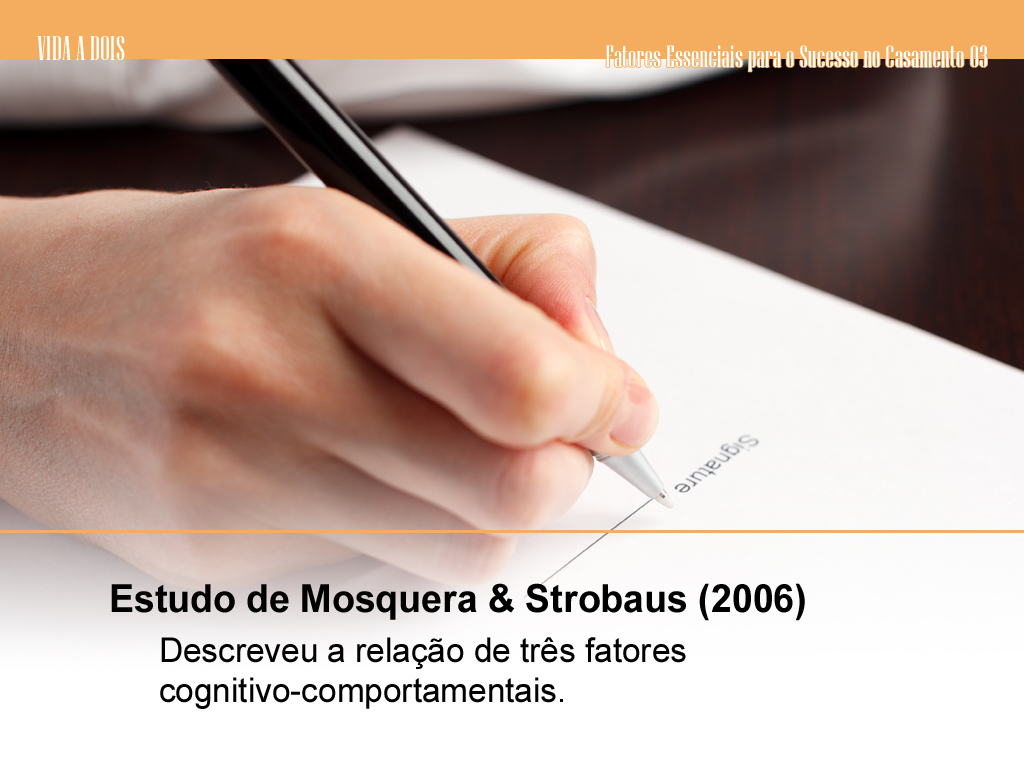 VIDA A DOIS
Fatores Essenciais para o Sucesso no Casamento 03
Signature
Estudo de Mosquera & Strobaus (2006)
Descreveu a relação de três fatores
cognitivo-comportamentais.